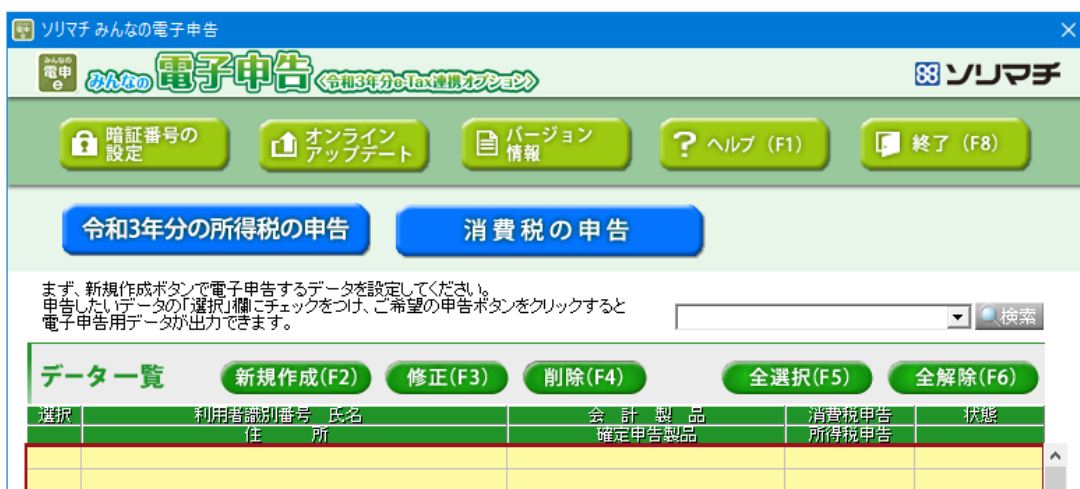 ソリマチ みんなの電子申告
みんなの 電申 e みんなの 電子申告 〈令和3年分e-Tax連携オプション〉 ソリマチ
暗証番号の
設定
オンライン
アップデート
バージョン
情報
ヘルプ (F1)
終了 (F8)
令和3年分の所得税の申告 消費税の申告
まず、新規作成ボタンで電子申告するデータを設定してください。
申告したいデータの「選択」欄にチェックをつけ、ご希望の申告ボタンをクリックすると
電子申告用データが出力できます。
検索
データ一覧 新規作成(F2) 修正(F3) 削除(F4) 全選択(F5) 全解除(F6)
選択 利用者識別番号 氏名 会計製品 消費税申告 状態
住所 確定申告製品 所得税申告